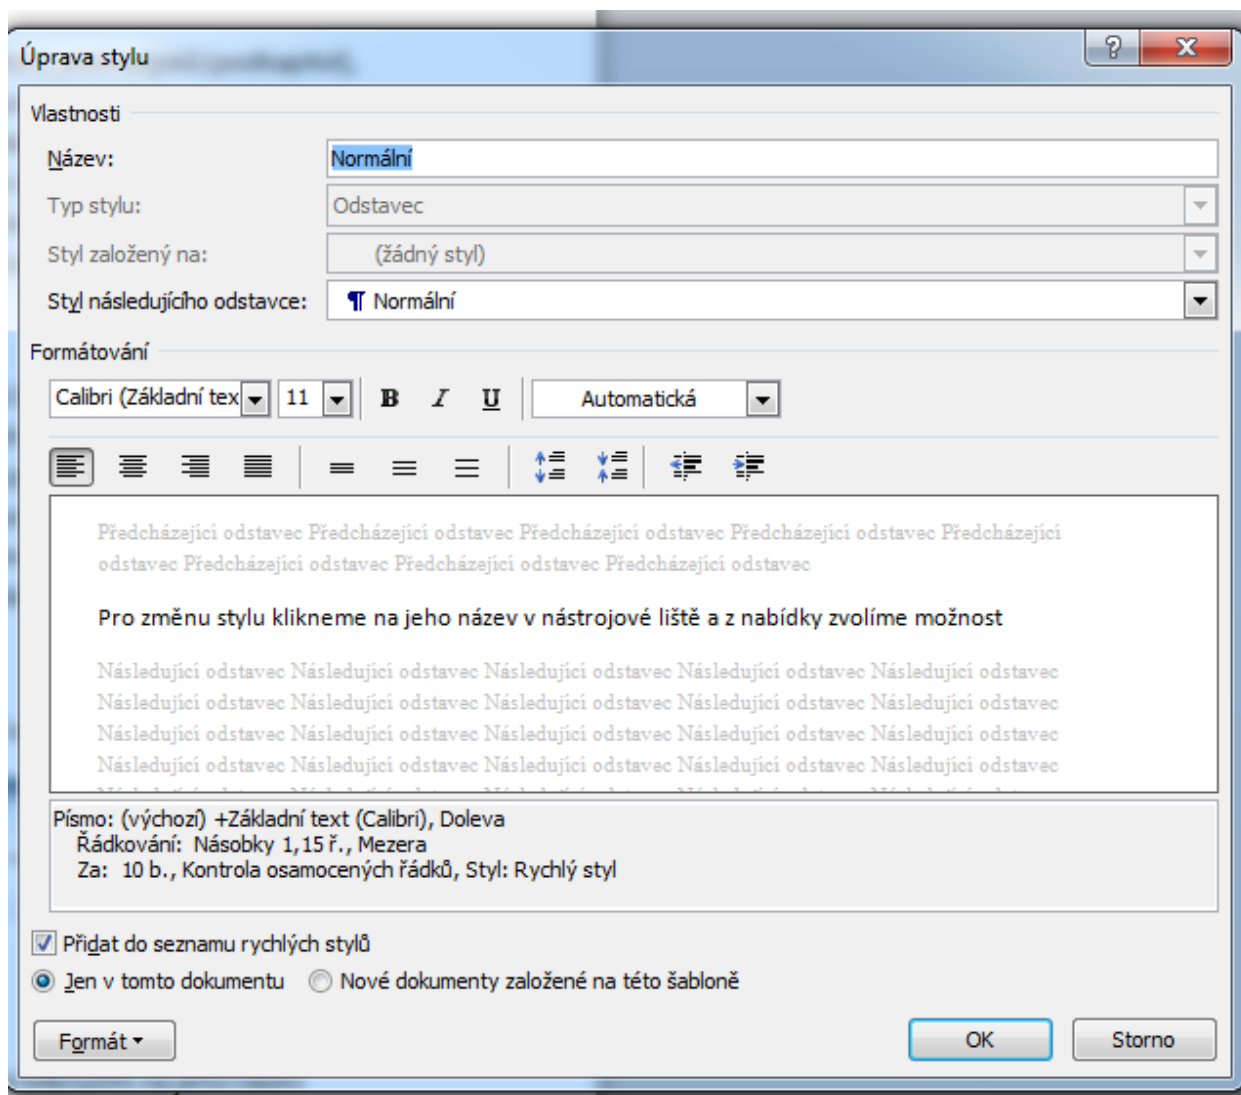 Úprava stylu
Vlastnosti
Název:
Normální
Typ stylu:
Odstavec
Styl založený na:
(žádný styl)
Styl následujícího odstavce:
¶ Normální
Formátování
Calibri (Základní tex
11
B I U
Automatická
Předcházející odstavec Předcházející odstavec Předcházející odstavec Předcházející odstavec Předcházející
odstavec Předcházející odstavec Předcházející odstavec Předcházející odstavec
Pro změnu stylu klikneme na jeho název v nástrojové liště a z nabídky zvolíme možnost
Následující odstavec Následující odstavec Následující odstavec Následující odstavec Následující odstavec
Následující odstavec Následující odstavec Následující odstavec Následující odstavec Následující odstavec
Následující odstavec Následující odstavec Následující odstavec Následující odstavec Následující odstavec
Následující odstavec Následující odstavec Následující odstavec Následující odstavec Následující odstavec
Písmo: (výchozí) +Základní text (Calibri), Doleva
Řádkování: Násobky 1,15 ř., Mezera
Za: 10 b., Kontrola osamocených řádků, Styl: Rychlý styl
Přidat do seznamu rychlých stylů
Jen v tomto dokumentu
Nové dokumenty založené na této šabloně
Formát
OK
Storno